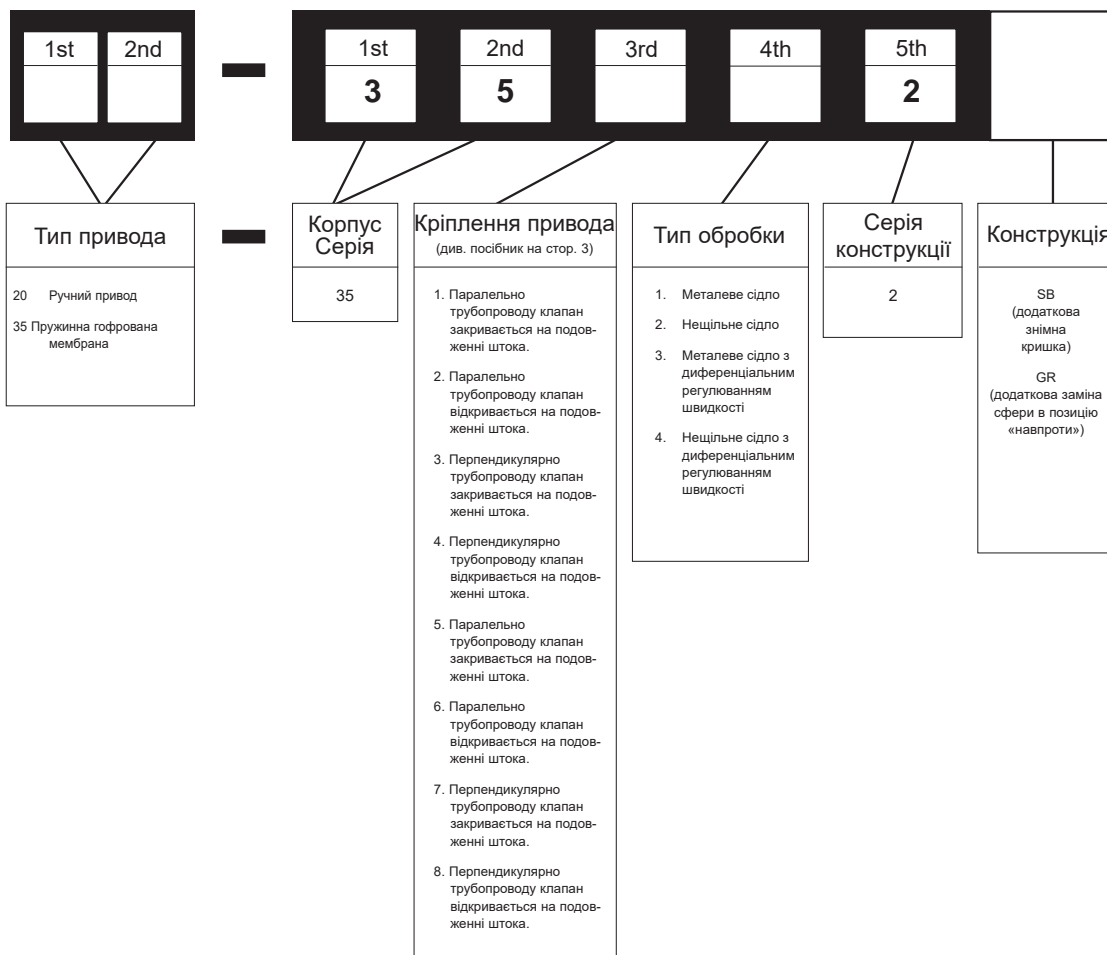 1st 2nd 1st 2nd 3rd 4th 5th
3 5 2
Тип привода
20 Ручний привод
35 Пружинна гофрована
мембрана
Корпус
Серія
35
Кріплення привода
(див. посібник на стор. 3)
1. Паралельно
трубопроводу клапан
закривається на подов-
женні штока.
2. Паралельно
трубопроводу клапан
відкривається на подов-
женні штока.
3. Перпендикулярно
трубопроводу клапан
закривається на подов-
женні штока.
4. Перпендикулярно
трубопроводу клапан
відкривається на подов-
женні штока.
5. Паралельно
трубопроводу клапан
закривається на подов-
женні штока.
6. Паралельно
трубопроводу клапан
відкривається на подов-
женні штока.
7. Перпендикулярно
трубопроводу клапан
закривається на подов-
женні штока.
8. Перпендикулярно
трубопроводу клапан
відкривається на подов-
женні штока.
Тип обробки
1. Металеве сідло
2. Нещільне сідло
3. Металеве сідло з
диференціальним
регулюванням
швидкості
4. Нещільне сідло з
диференціальним
регулюванням
швидкості
Серія
конструкції
2
Конструкція
SB
(додаткова
знімна
кришка)
GR
(додаткова заміна
сфери в позицію
«навпроти»)